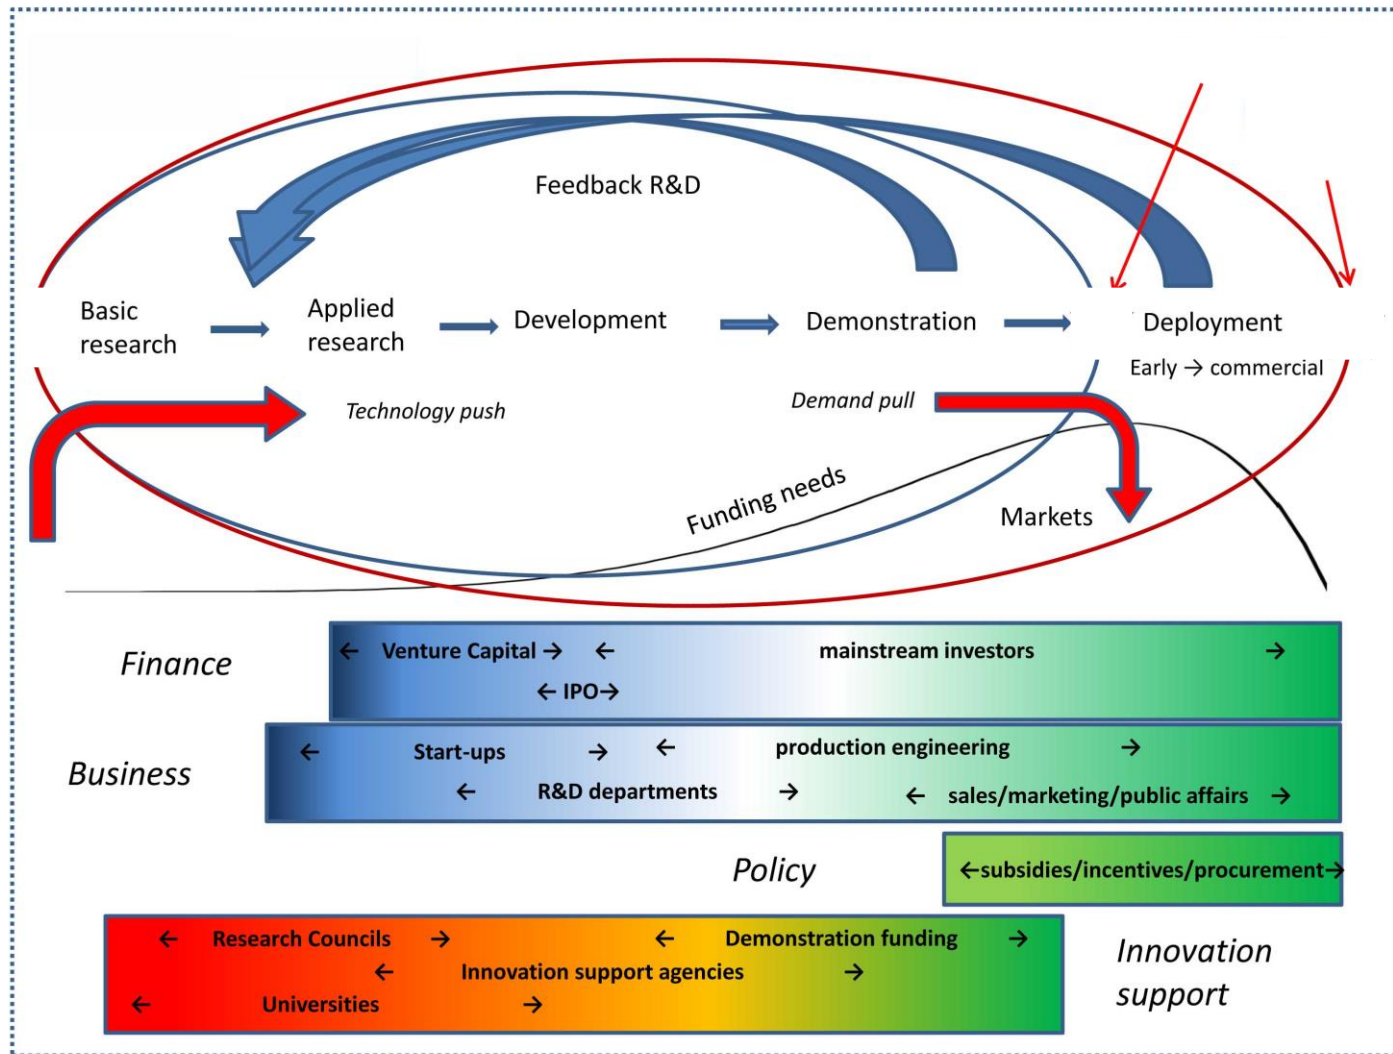 Feedback R&D
Basic
research
Applied
research
Development
Demonstration
Deployment
Early → commercial
Technology push
Demand pull
Funding needs
Markets
Finance
← Venture Capital →
← mainstream investors →
← IPO→
Business
← Start-ups →
← production engineering →
← R&D departments →
← sales/marketing/public affairs →
Policy
←subsidies/incentives/procurement→
← Research Councils →
← Demonstration funding →
← Innovation support agencies →
← Universities →
Innovation
support